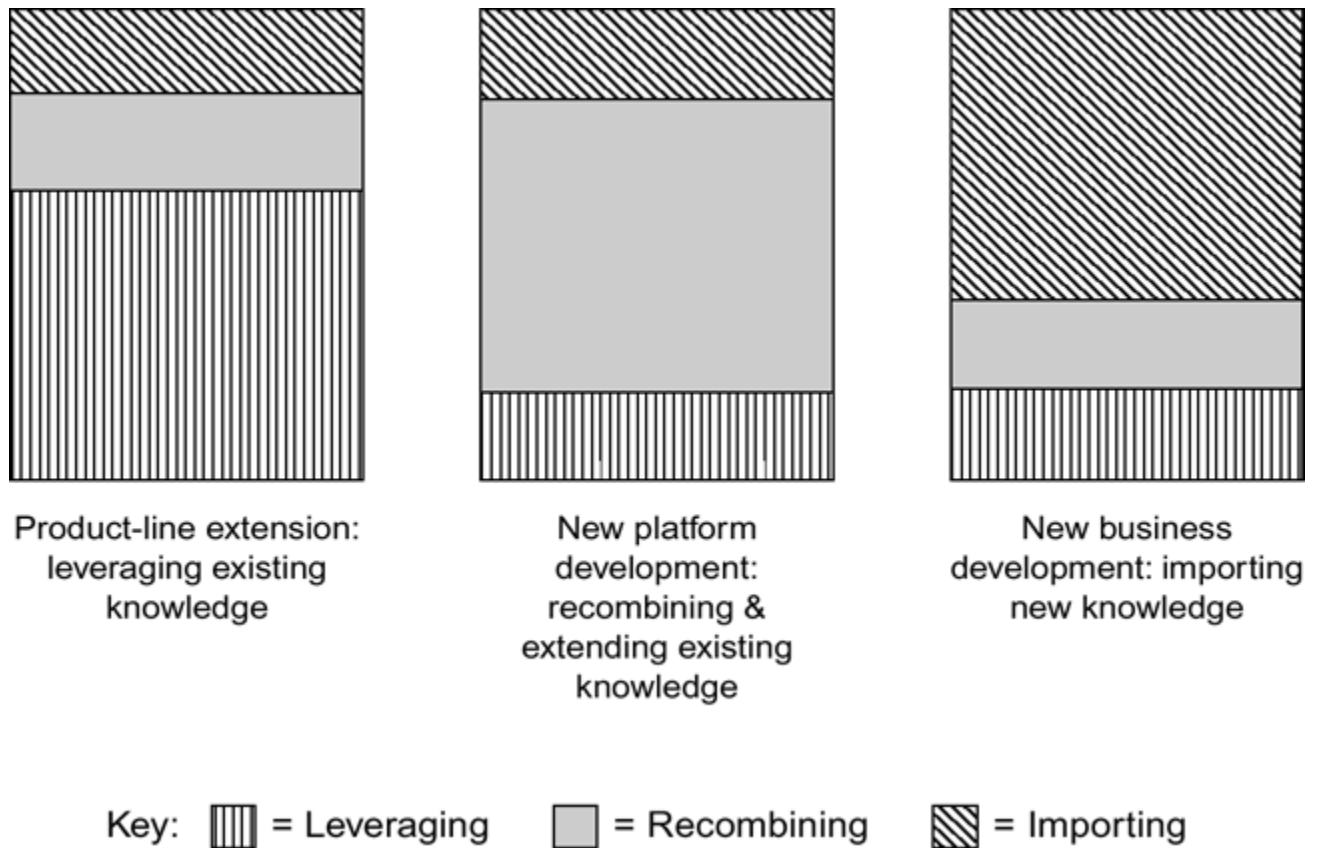 Product-line extension:
leveraging existing
knowledge
New platform
development:
recombining &
extending existing
knowledge
New business
development: importing
new knowledge
Key: = Leveraging = Recombining = Importing